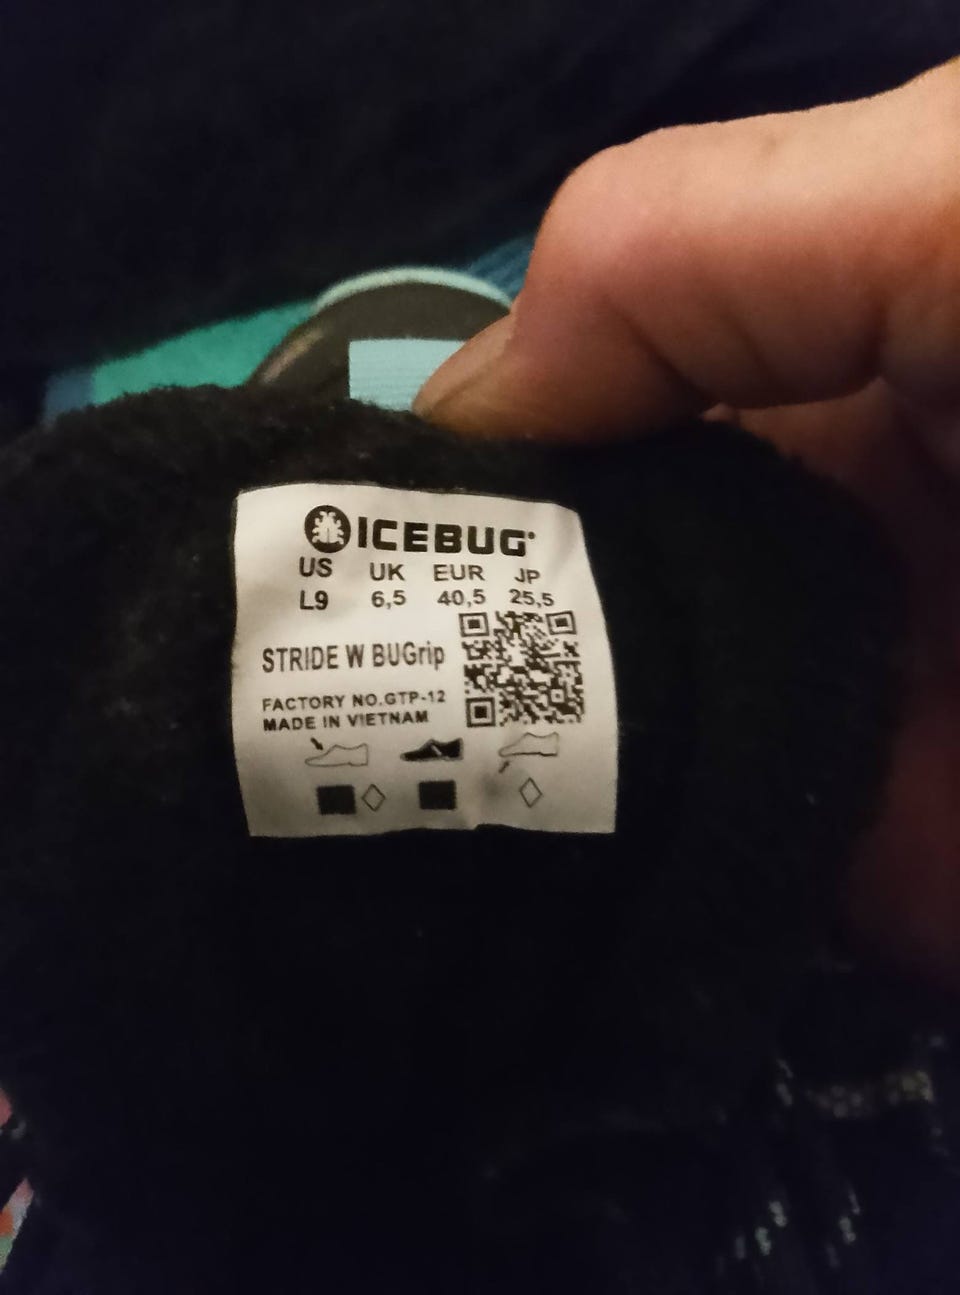 ICEBUG
US UK EUR JP
L9 6,5 40,5 25,5
STRIDE W BUGrip
FACTORY NO.GTP-12
MADE IN VIETNAM